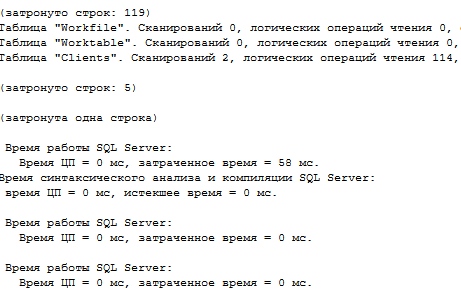 (затронуто строк: 119)
Таблица "Workfile". Сканирований 0, логических операций чтения 0,
Таблица "Worktable". Сканирований 0, логических операций чтения 0,
Таблица "Clients". Сканирований 2, логических операций чтения 114,
(затронуто строк: 5)
(затронута одна строка)
Время работы SQL Server:
Время ЦП = 0 мс, затраченное время = 58 мс.
Время синтаксического анализа и компиляции SQL Server:
время ЦП = 0 мс, истекшее время = 0 мс.
Время работы SQL Server:
Время ЦП = 0 мс, затраченное время = 0 мс.
Время работы SQL Server:
Время ЦП = 0 мс, затраченное время = 0 мс.